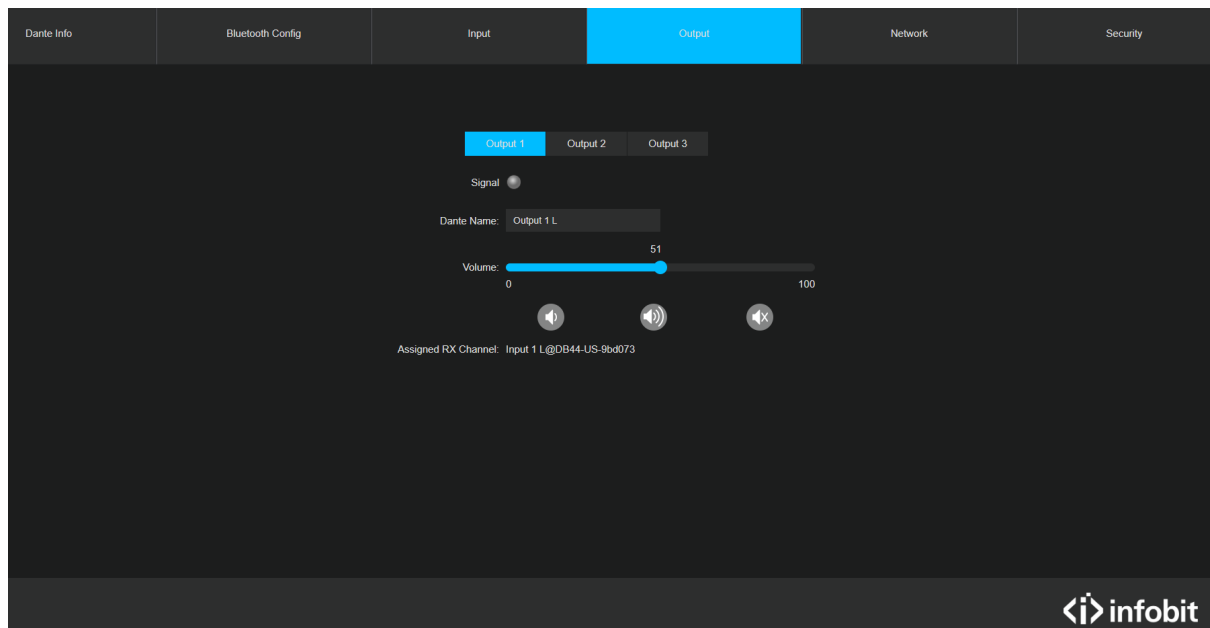 Dante Info Bluetooth Config Input Output Network Security
Output 1 Output 2 Output 3
Signal
Dante Name: Output 1 L
51
Volume:
0 100
Assigned RX Channel: Input 1 L@DB44-US-9bd073
<i>infobit